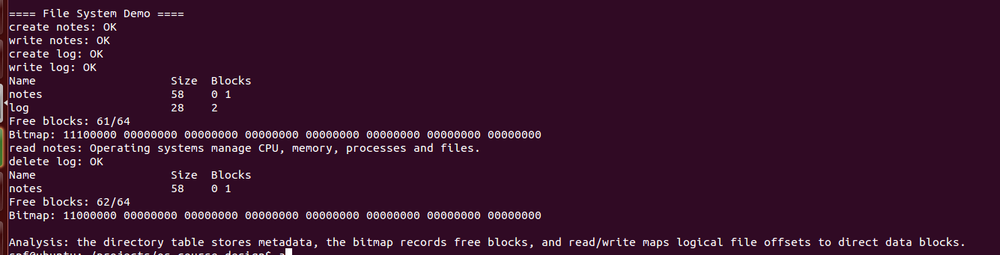 ==== File System Demo ====
create notes: OK
write notes: OK
create log: OK
write log: OK
Name Size Blocks
notes 58 0 1
log 28 2
Free blocks: 61/64
Bitmap: 11100000 00000000 00000000 00000000 00000000 00000000 00000000 00000000
read notes: Operating systems manage CPU, memory, processes and files.
delete log: OK
Name Size Blocks
notes 58 0 1
Free blocks: 62/64
Bitmap: 11000000 00000000 00000000 00000000 00000000 00000000 00000000 00000000
Analysis: the directory table stores metadata, the bitmap records free blocks, and read/write maps logical file offsets to direct data blocks.